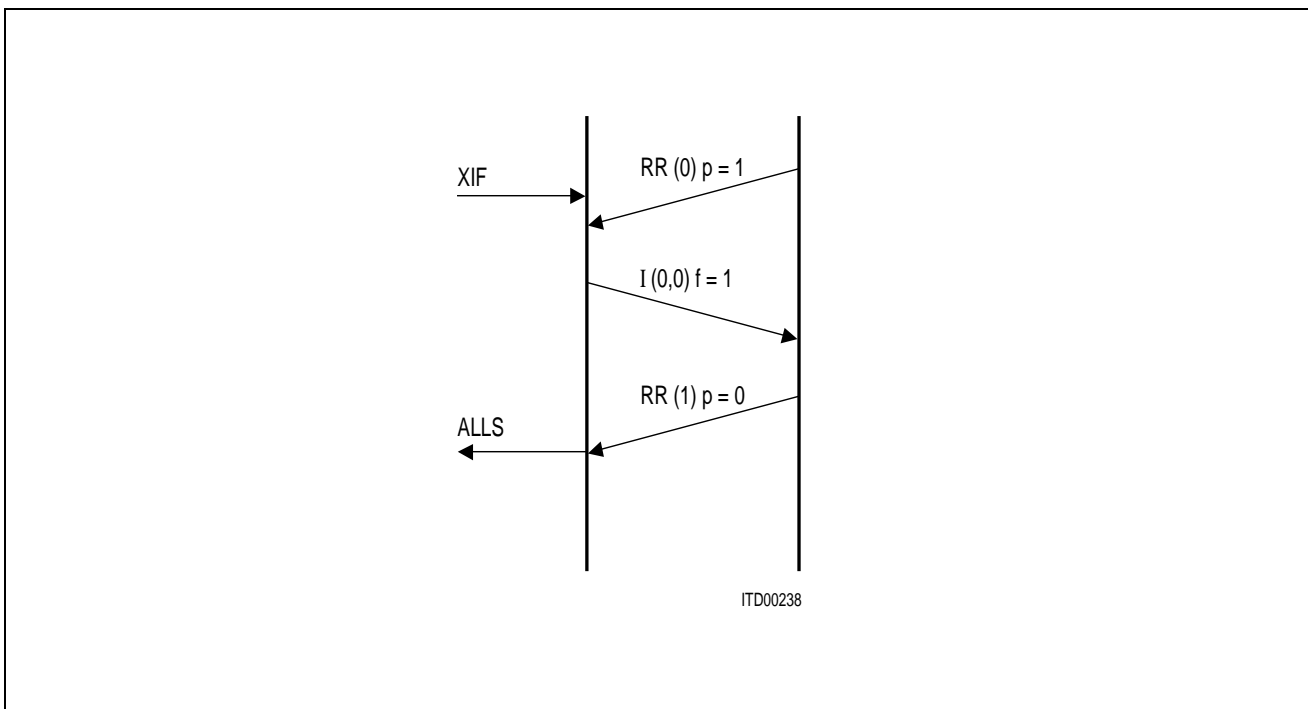 RR (0) p = 1
XIF
I (0,0) f = 1
RR (1) p = 0
ALLS
ITD00238